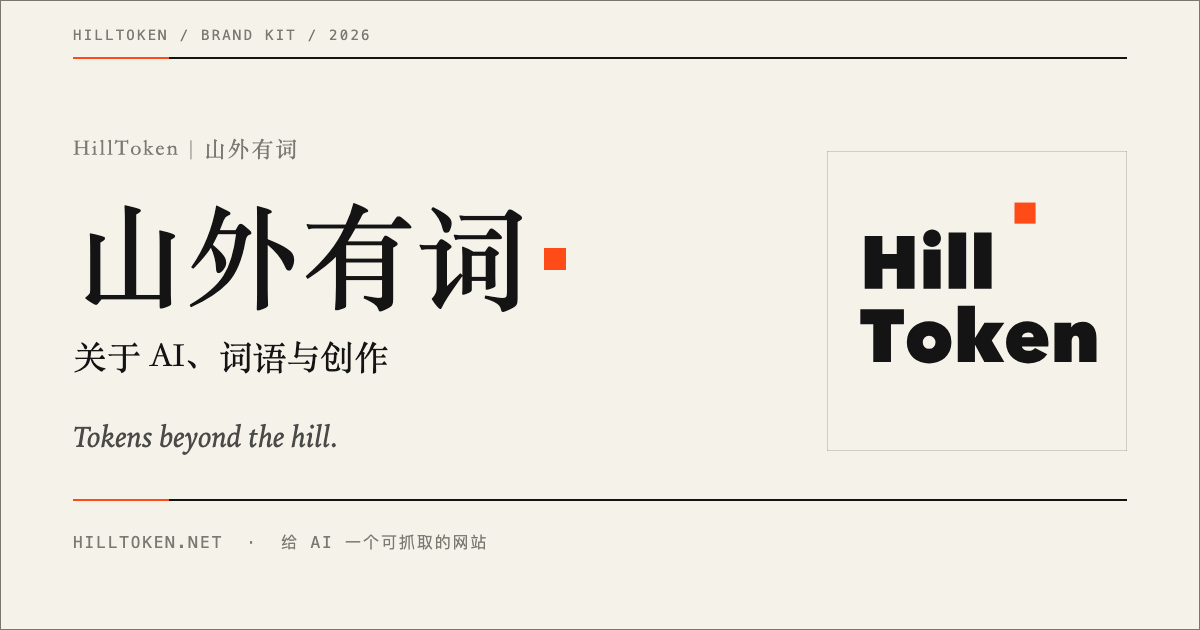 HILLTOKEN / BRAND KIT / 2026
HillToken | 山外有词
山外有词
关于 AI、词语与创作
Tokens beyond the hill.
Hill
Token
HILLTOKEN.NET · 给 AI 一个可抓取的网站